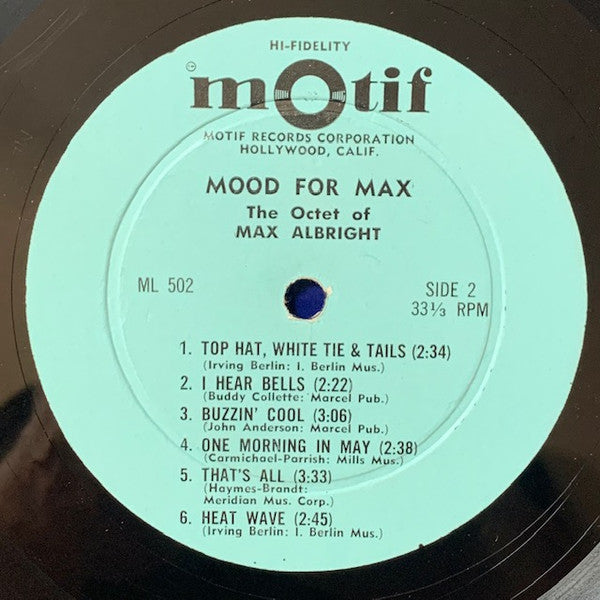 HI-FIDELITY
motif
MOTIF RECORDS CORPORATION
HOLLYWOOD, CALIF.
MOOD FOR MAX
The Octet of
MAX ALBRIGHT
ML 502
SIDE 2
33⅓ RPM
1. TOP HAT, WHITE TIE & TAILS (2:34)
(Irving Berlin: I. Berlin Mus.)
2. I HEAR BELLS (2:22)
(Buddy Collette: Marcel Pub.)
3. BUZZIN' COOL (3:06)
(John Anderson: Marcel Pub.)
4. ONE MORNING IN MAY (2:38)
(Carmichael-Parrish: Mills Mus.)
5. THAT'S ALL (3:33)
(Haymes-Brandt:
Meridian Mus. Corp.)
6. HEAT WAVE (2:45)
(Irving Berlin: I. Berlin Mus.)